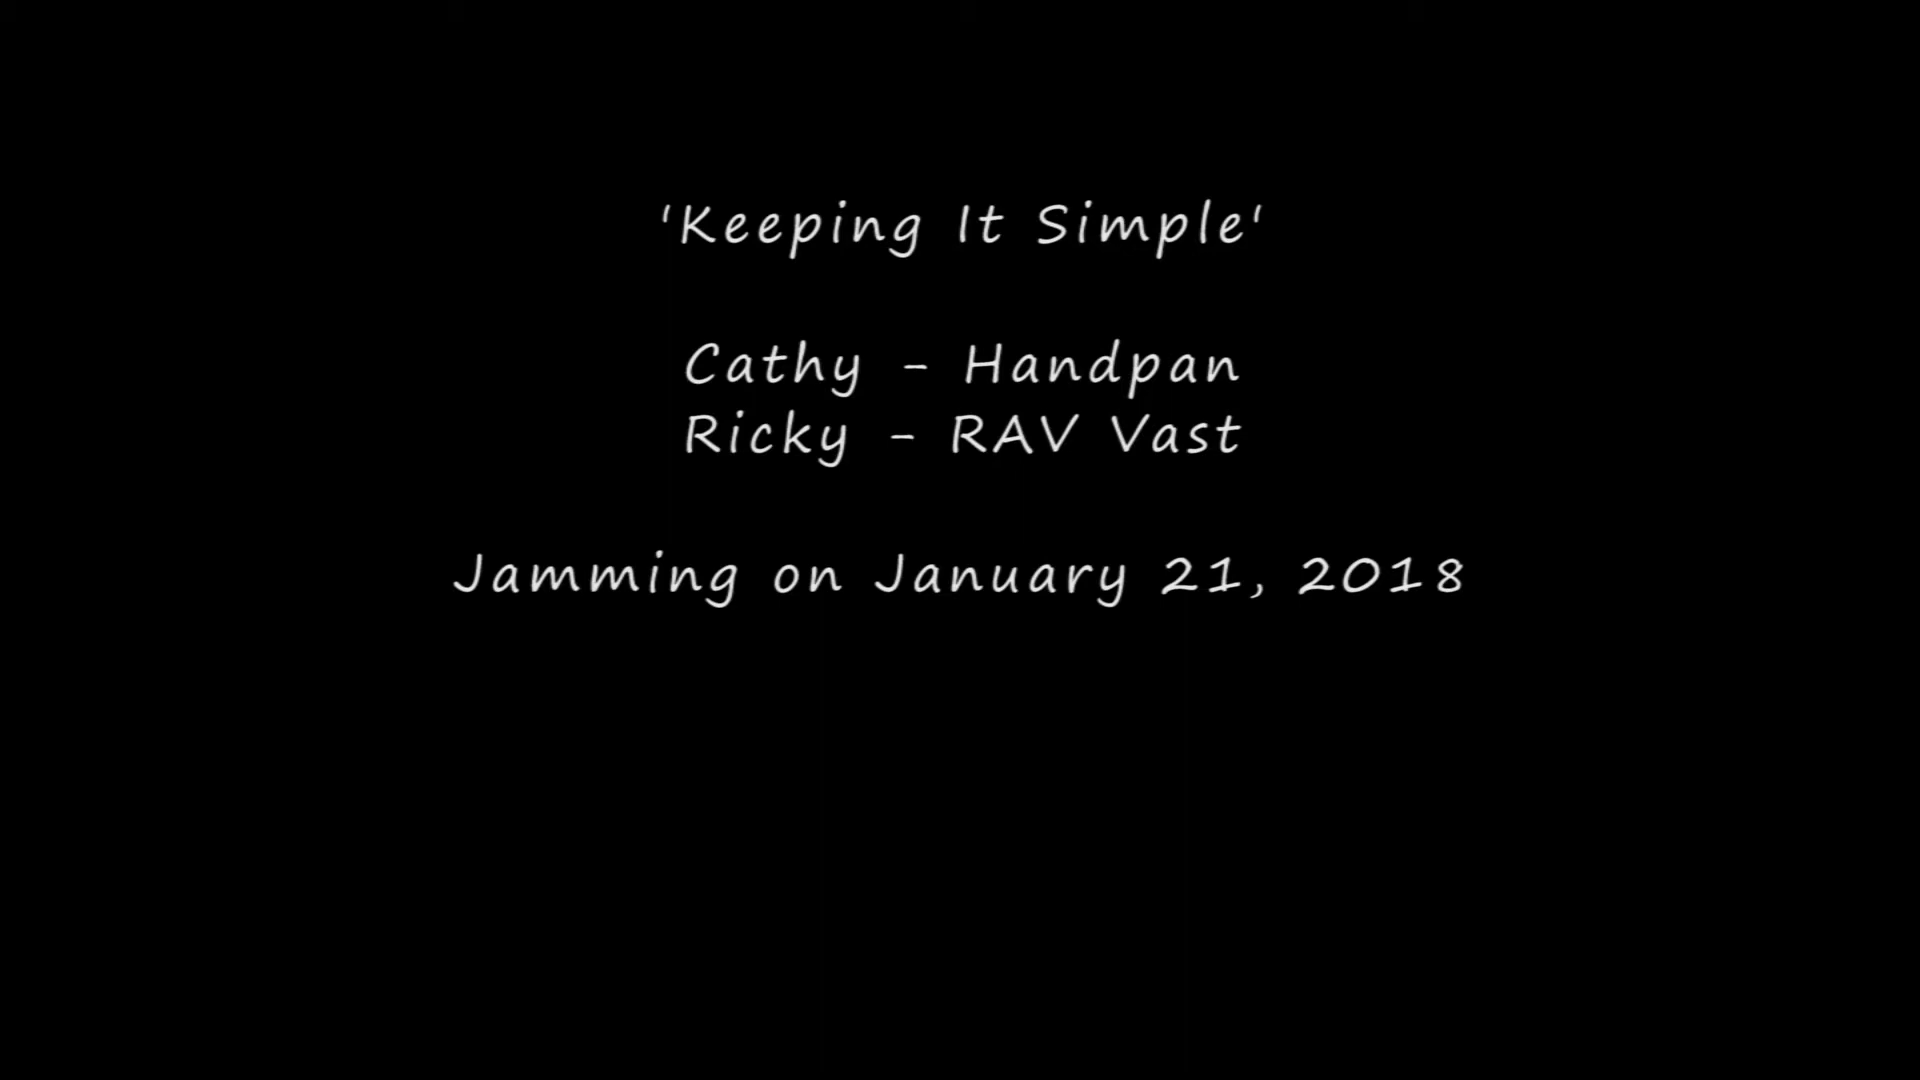 'Keeping It Simple'
Cathy - Handpan
Ricky - RAV Vast
Jamming on January 21, 2018